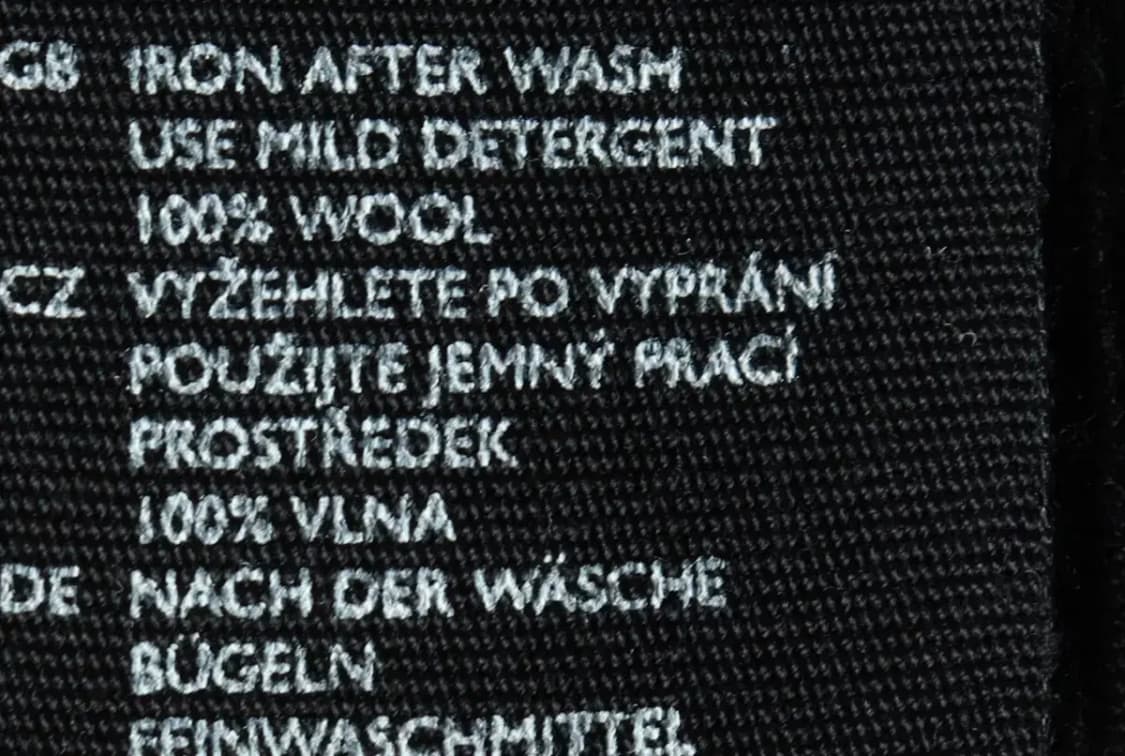 GB IRON AFTER WASH
USE MILD DETERGENT
100% WOOL
CZ VYŽEHLETE PO VYPRÁNÍ
POUŽIJTE JEMNÝ PRACÍ
PROSTŘEDEK
100% VLNA
DE NACH DER WÄSCHE
BÜGELN
FEINWASCHMITTEL